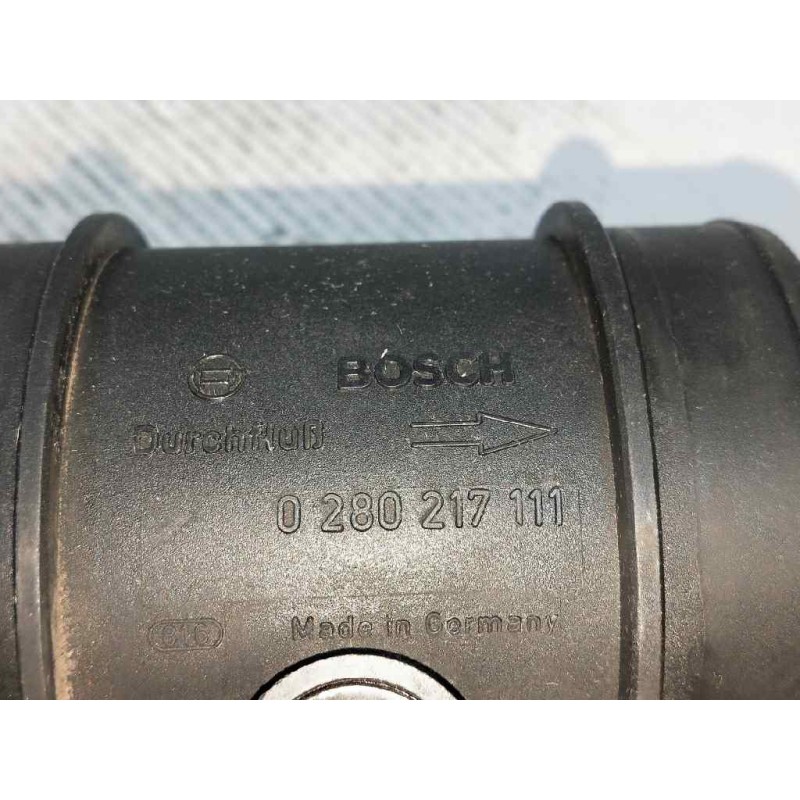 BOSCH
Durchfluß
0 280 217 111
Made in Germany